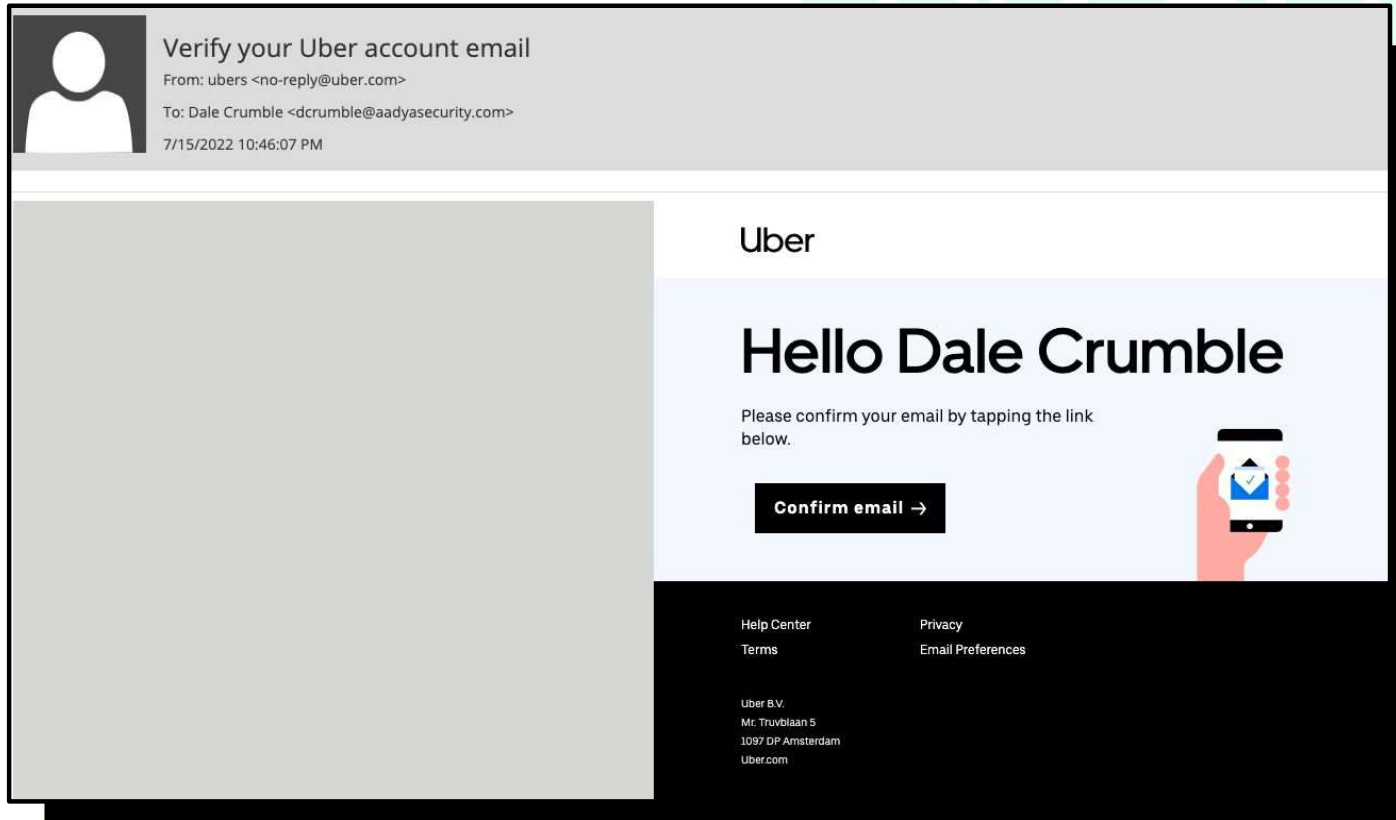 Verify your Uber account email
From: ubers <no-reply@uber.com>
To: Dale Crumble <dcrumble@aadyasecurity.com>
7/15/2022 10:46:07 PM
Uber
Hello Dale Crumble
Please confirm your email by tapping the link
below.
Confirm email →
Help Center
Privacy
Terms
Email Preferences
Uber B.V.
Mr. Truvblaan 5
1097 DP Amsterdam
Uber.com